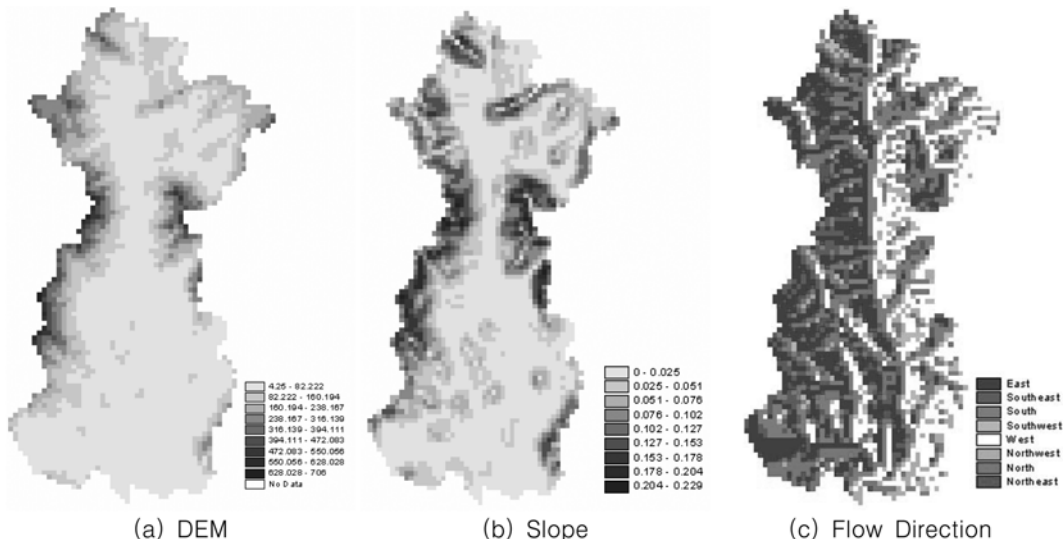 4.25 - 82.222
82.222 - 160.194
160.194 - 238.167
238.167 - 316.139
316.139 - 394.111
394.111 - 472.083
472.083 - 550.056
550.056 - 628.028
628.028 - 706
No Data
(a) DEM
0 - 0.025
0.025 - 0.051
0.051 - 0.076
0.076 - 0.102
0.102 - 0.127
0.127 - 0.153
0.153 - 0.178
0.178 - 0.204
0.204 - 0.229
(b) Slope
East
Southeast
South
Southwest
West
Northwest
North
Northeast
(c) Flow Direction